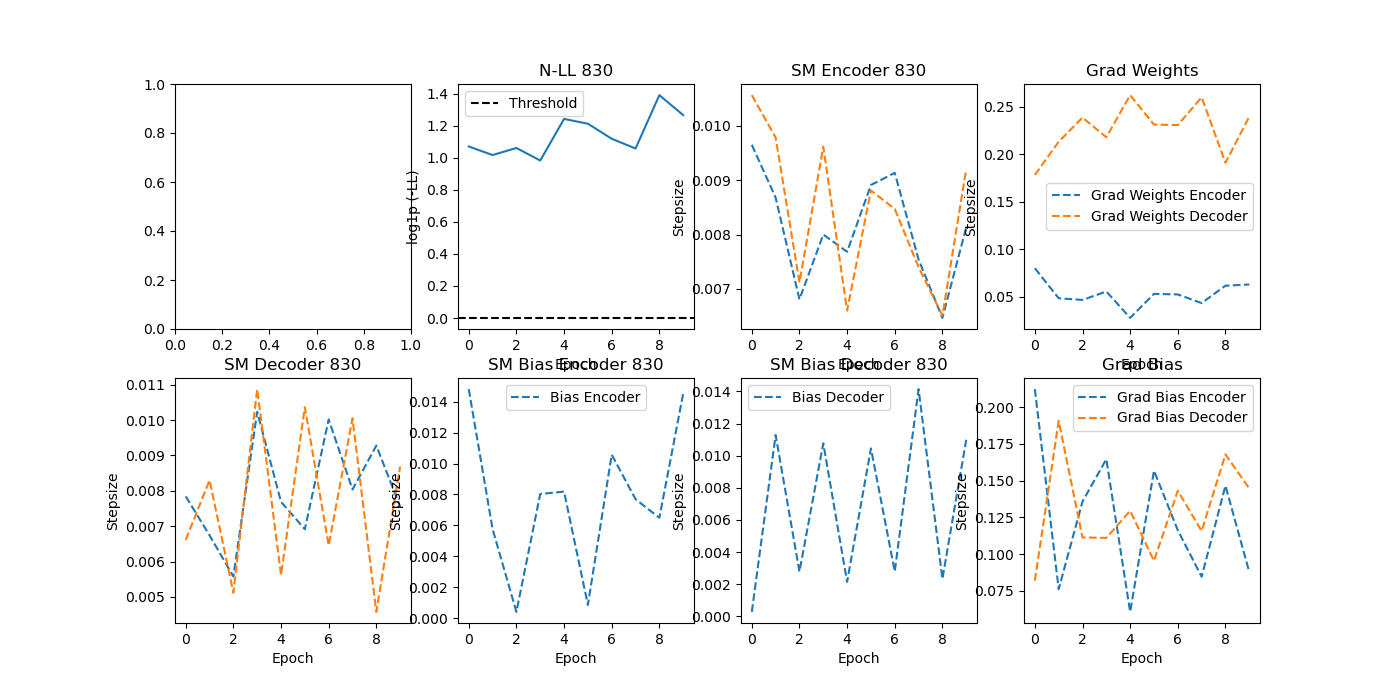 1.0
0.8
0.6
0.4
0.2
0.0
0.0 0.2 0.4 0.6 0.8 1.0
N-LL 830
log1p (-LL)
1.4
1.2
1.0
0.8
0.6
0.4
0.2
0.0
Threshold
0 2 4 6 8
Epoch
SM Encoder 830
Stepsize
0.010
0.009
0.008
0.007
0 2 4 6 8
Epoch
Grad Weights
Stepsize
0.25
0.20
0.15
0.10
0.05
Grad Weights Encoder
Grad Weights Decoder
0 2 4 6 8
Epoch
SM Decoder 830
Stepsize
0.011
0.010
0.009
0.008
0.007
0.006
0.005
0 2 4 6 8
Epoch
SM Bias Encoder 830
Stepsize
0.014
0.012
0.010
0.008
0.006
0.004
0.002
0.000
Bias Encoder
0 2 4 6 8
Epoch
SM Bias Decoder 830
Stepsize
0.014
0.012
0.010
0.008
0.006
0.004
0.002
0.000
Bias Decoder
0 2 4 6 8
Epoch
Grad Bias
Stepsize
0.200
0.175
0.150
0.125
0.100
0.075
Grad Bias Encoder
Grad Bias Decoder
0 2 4 6 8
Epoch